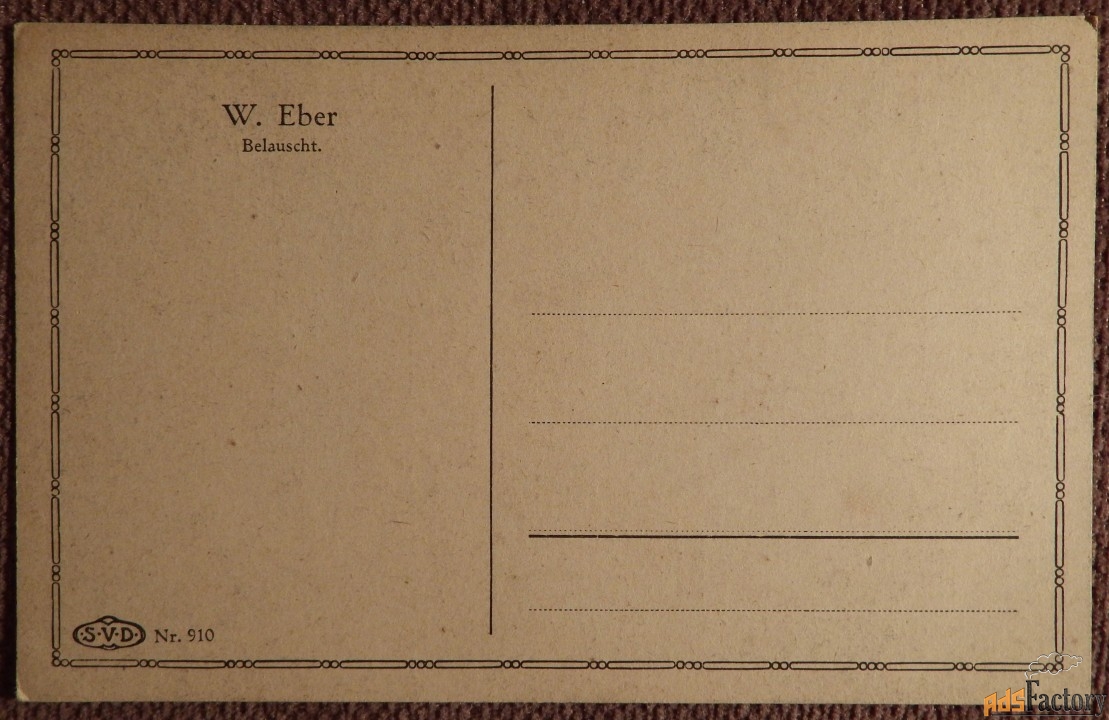 W. Eber
Belauscht.
S.V.D. Nr. 910
AdsFactory